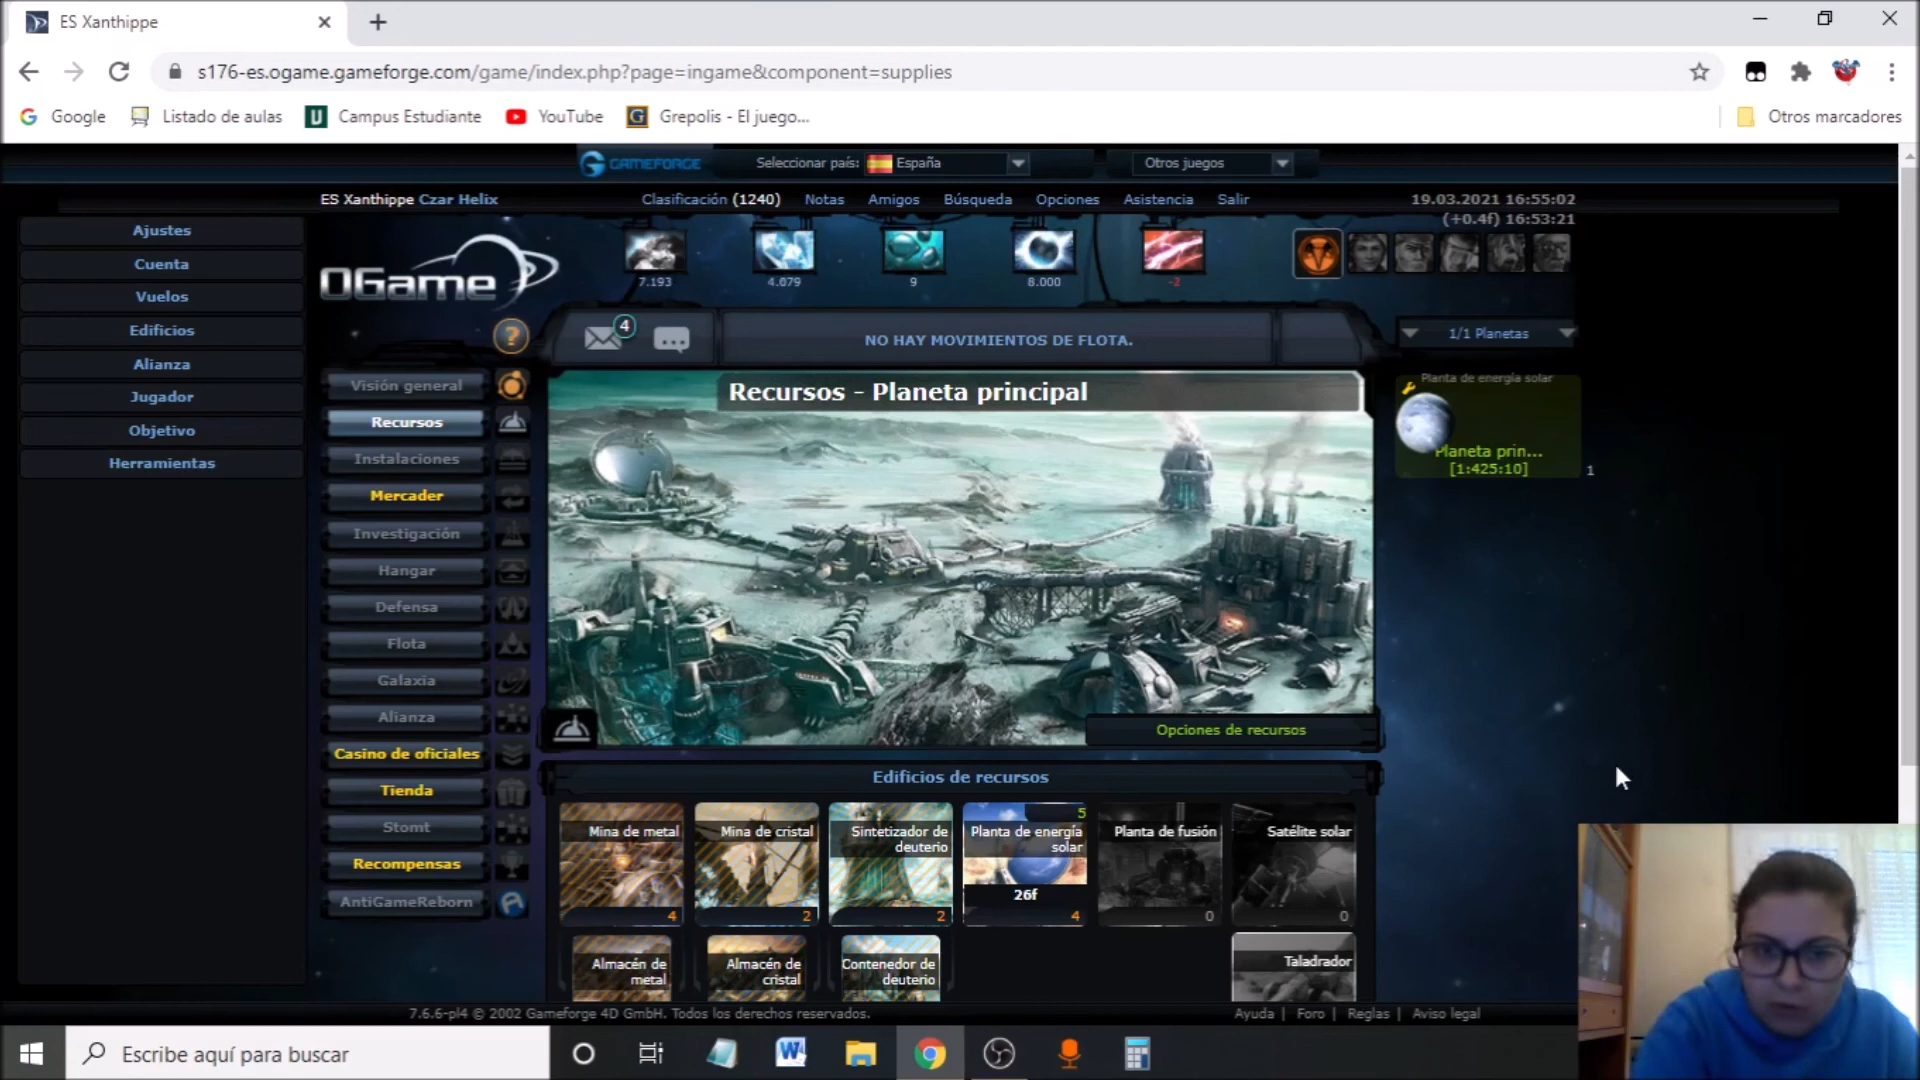 ES Xanthippe
s176-es.ogame.gameforge.com/game/index.php?page=ingame&component=supplies
Google
Listado de aulas
Campus Estudiante
YouTube
Grepolis - El juego...
Otros marcadores
GAMEFORGE
Seleccionar país:
España
Otros juegos
ES Xanthippe Czar Helix
Clasificación (1240)
Notas
Amigos
Búsqueda
Opciones
Asistencia
Salir
19.03.2021 16:55:02
(+0.4f) 16:53:21
Ajustes
Cuenta
Vuelos
Edificios
Alianza
Jugador
Objetivo
Herramientas
OGame
7.193
4.079
9
8.000
-2
?
4
NO HAY MOVIMIENTOS DE FLOTA.
1/1 Planetas
Visión general
Recursos
Instalaciones
Mercader
Investigación
Hangar
Defensa
Flota
Galaxia
Alianza
Casino de oficiales
Tienda
Stomt
Recompensas
AntiGameReborn
Recursos - Planeta principal
Planta de energía solar
Planeta prin...
[1:425:10]
1
Opciones de recursos
Edificios de recursos
Mina de metal
4
Mina de cristal
2
Sintetizador de
deuterio
2
5
Planta de energía
solar
26f
4
Planta de fusión
0
Satélite solar
0
Almacén de
metal
Almacén de
cristal
Contenedor de
deuterio
Taladrador
7.6.6-pl4 © 2002 Gameforge 4D GmbH. Todos los derechos reservados.
Ayuda |
Foro |
Reglas |
Aviso legal
Escribe aquí para buscar